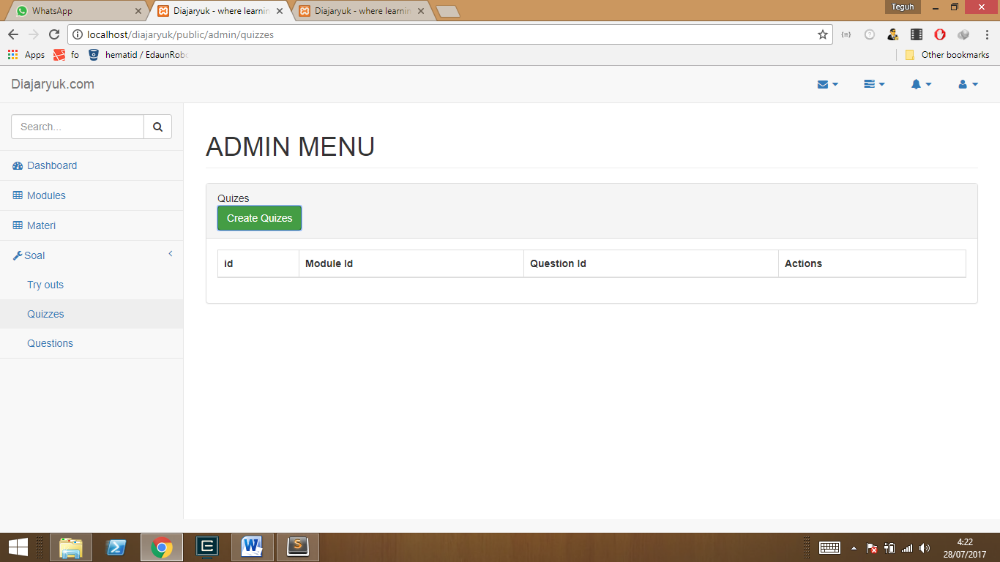 WhatsApp
Diajaryuk - where learnin
Diajaryuk - where learnin
Teguh
localhost/diajaryuk/public/admin/quizzes
Apps
fo
hematid / EdaunRob
Other bookmarks
Diajaryuk.com
Search...
Dashboard
Modules
Materi
Soal
Try outs
Quizzes
Questions
ADMIN MENU
Quizes
Create Quizes
id Module Id Question Id Actions
4:22
28/07/2017